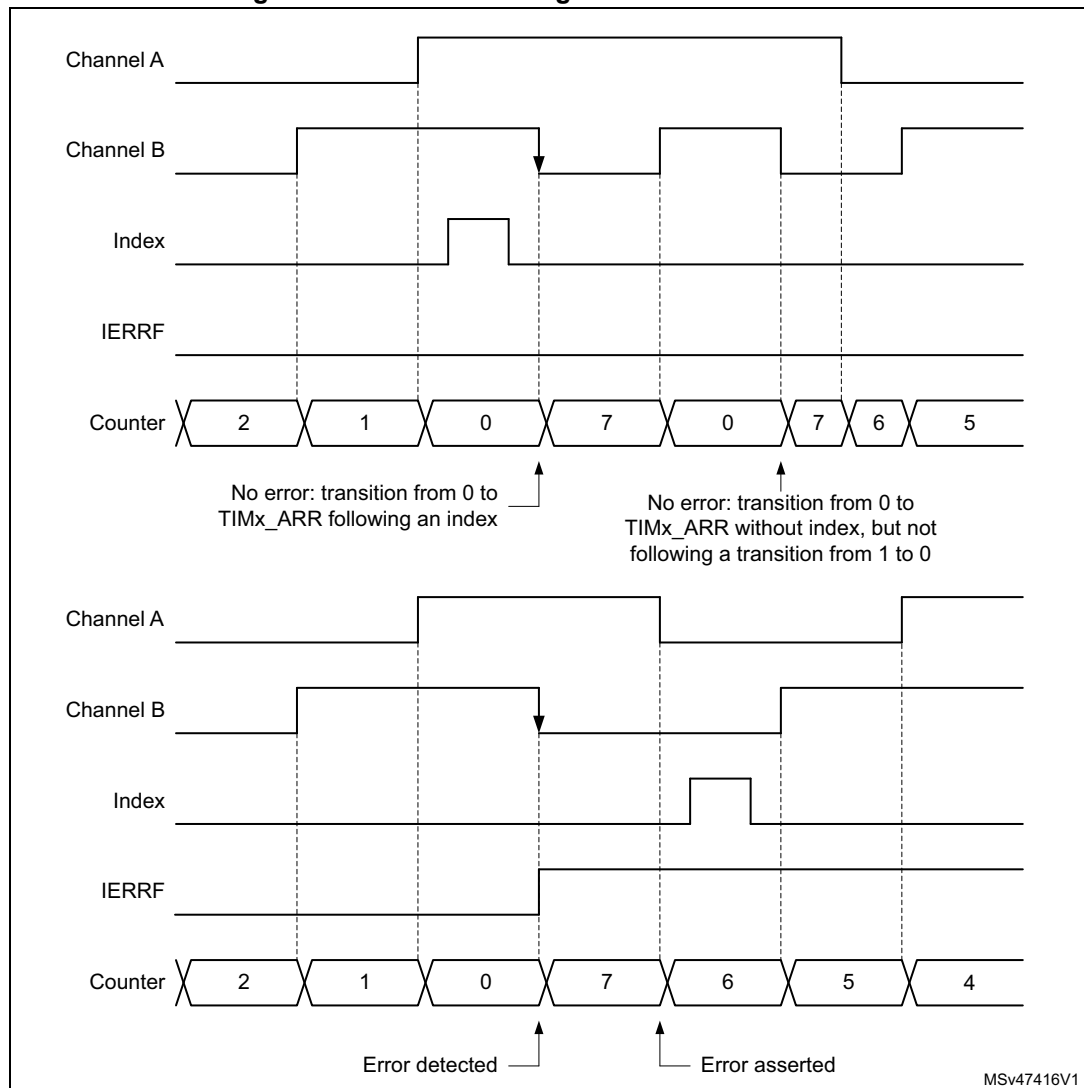 Channel A
Channel B
Index
IERRF
Counter 2 1 0 7 0 7 6 5
No error: transition from 0 to
TIMx_ARR following an index
No error: transition from 0 to
TIMx_ARR without index, but not
following a transition from 1 to 0
Channel A
Channel B
Index
IERRF
Counter 2 1 0 7 6 5 4
Error detected
Error asserted
MSv47416V1